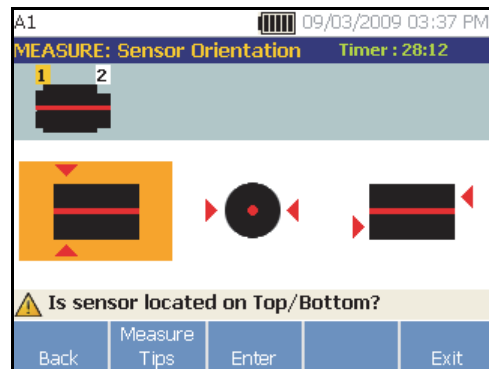 A1 09/03/2009 03:37 PM
MEASURE: Sensor Orientation Timer : 28:12
1 2
Is sensor located on Top/Bottom?
Back Measure Tips Enter Exit